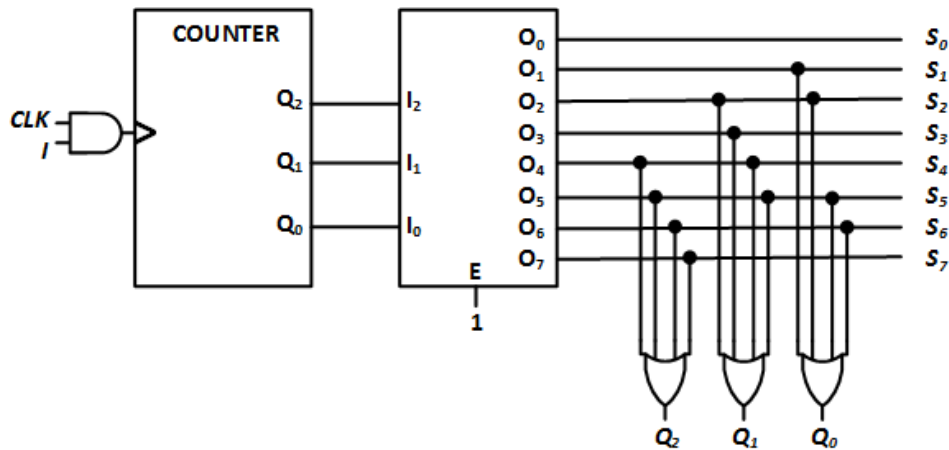 COUNTER
CLK
I
Q₂
Q₁
Q₀
I₂
I₁
I₀
E
1
O₀
O₁
O₂
O₃
O₄
O₅
O₆
O₇
S₀
S₁
S₂
S₃
S₄
S₅
S₆
S₇
Q₂
Q₁
Q₀